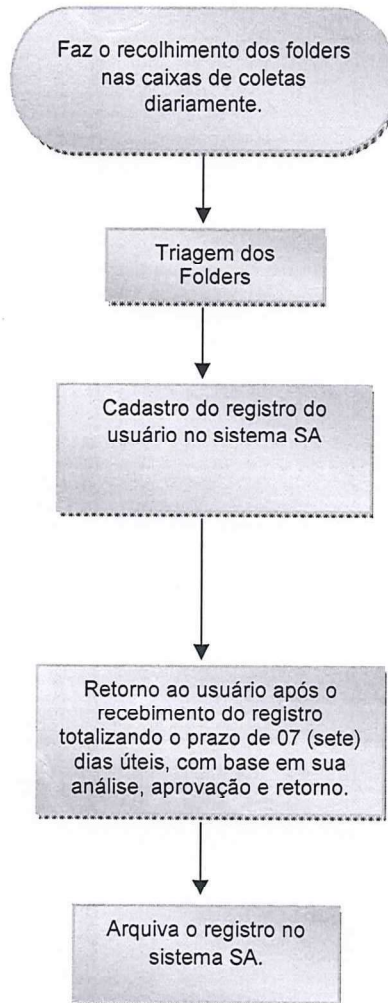 Faz o recolhimento dos folders
nas caixas de coletas
diariamente.
Triagem dos
Folders
Cadastro do registro do
usuário no sistema SA
Retorno ao usuário após o
recebimento do registro
totalizando o prazo de 07 (sete)
dias úteis, com base em sua
análise, aprovação e retorno.
Arquiva o registro no
sistema SA.